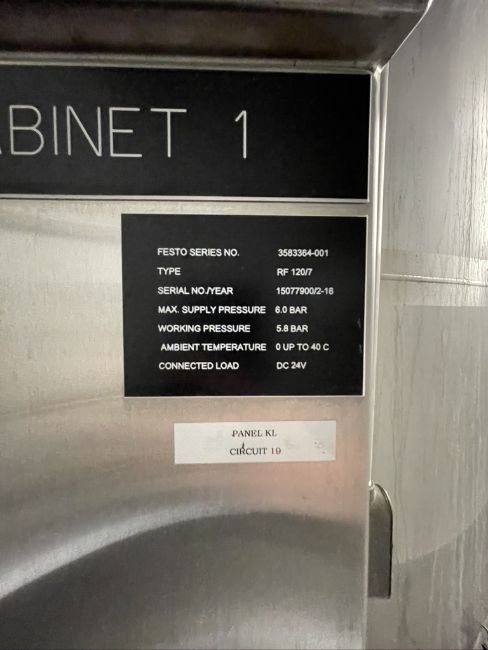 ABINET 1
FESTO SERIES NO. 3583364-001
TYPE RF 120/7
SERIAL NO./YEAR 15077900/2-16
MAX. SUPPLY PRESSURE 6.0 BAR
WORKING PRESSURE 5.8 BAR
AMBIENT TEMPERATURE 0 UP TO 40 C
CONNECTED LOAD DC 24V
PANEL KL
CIRCUIT 19